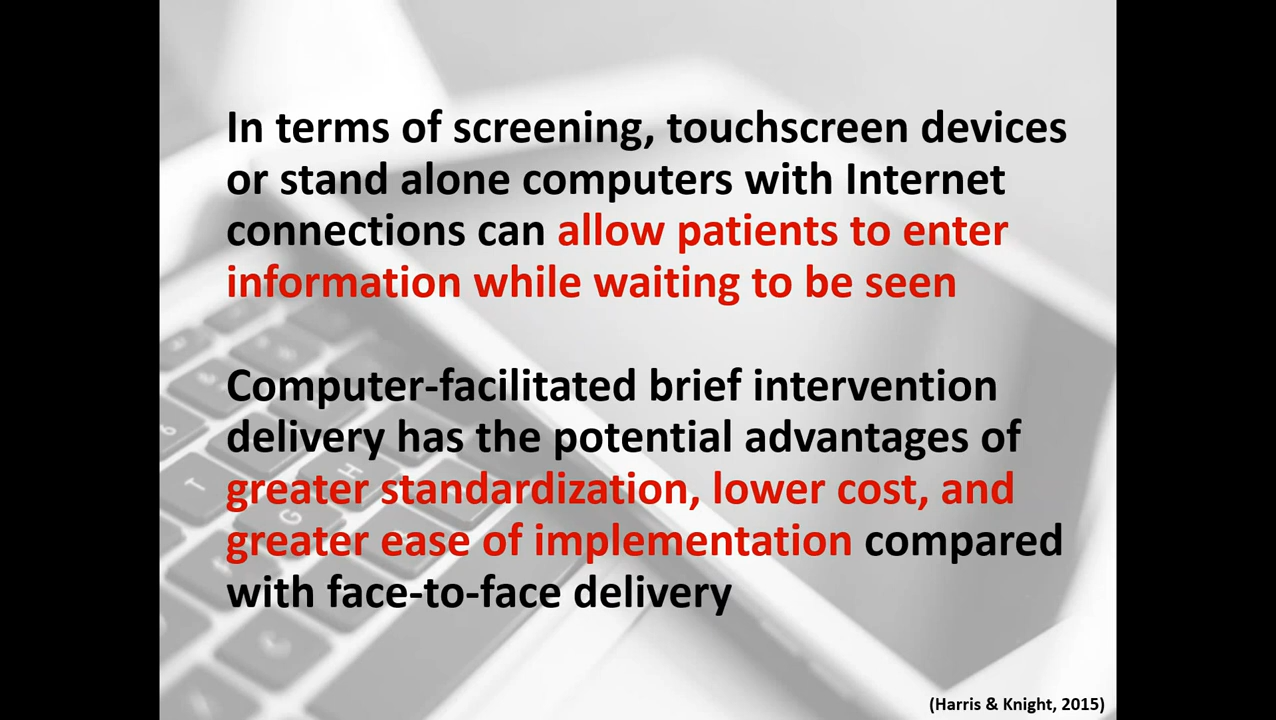 In terms of screening, touchscreen devices
or stand alone computers with Internet
connections can allow patients to enter
information while waiting to be seen
Computer-facilitated brief intervention
delivery has the potential advantages of
greater standardization, lower cost, and
greater ease of implementation compared
with face-to-face delivery
(Harris & Knight, 2015)